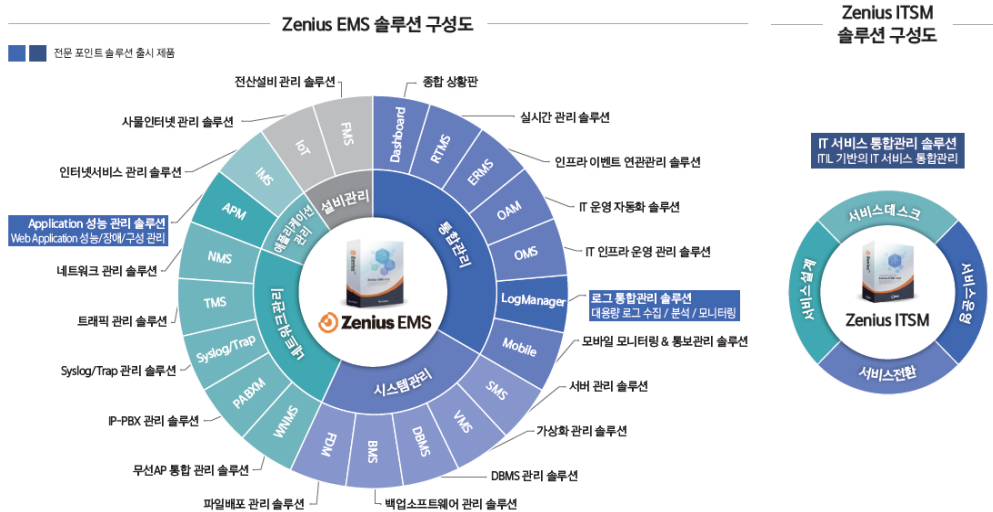 Zenius EMS 솔루션 구성도
전문 포인트 솔루션 출시 제품
전산설비 관리 솔루션
종합 상황판
사물인터넷 관리 솔루션
실시간 관리 솔루션
인터넷서비스 관리 솔루션
인프라 이벤트 연관관리 솔루션
Application 성능 관리 솔루션
Web Application 성능/장애/구성 관리
IT 운영 자동화 솔루션
네트워크 관리 솔루션
IT 인프라 운영 관리 솔루션
트래픽 관리 솔루션
로그 통합관리 솔루션
대용량 로그 수집 / 분석 / 모니터링
Syslog/Trap 관리 솔루션
모바일 모니터링 & 통보관리 솔루션
IP-PBX 관리 솔루션
서버 관리 솔루션
무선AP 통합 관리 솔루션
가상화 관리 솔루션
파일배포 관리 솔루션
DBMS 관리 솔루션
백업소프트웨어 관리 솔루션
FMS
Dashboard
RTMS
ERMS
OAM
OMS
LogManager
Mobile
SMS
VMS
DBMS
BMS
FDM
WNMS
PABXM
Syslog/Trap
TMS
NMS
APM
IMS
IoT
설비관리
통합관리
시스템관리
네트워크관리
애플리케이션
관리
Zenius EMS
Zenius ITSM
솔루션 구성도
IT 서비스 통합관리 솔루션
ITIL 기반의 IT 서비스 통합관리
서비스데스크
서비스설계
서비스운영
서비스전환
Zenius ITSM